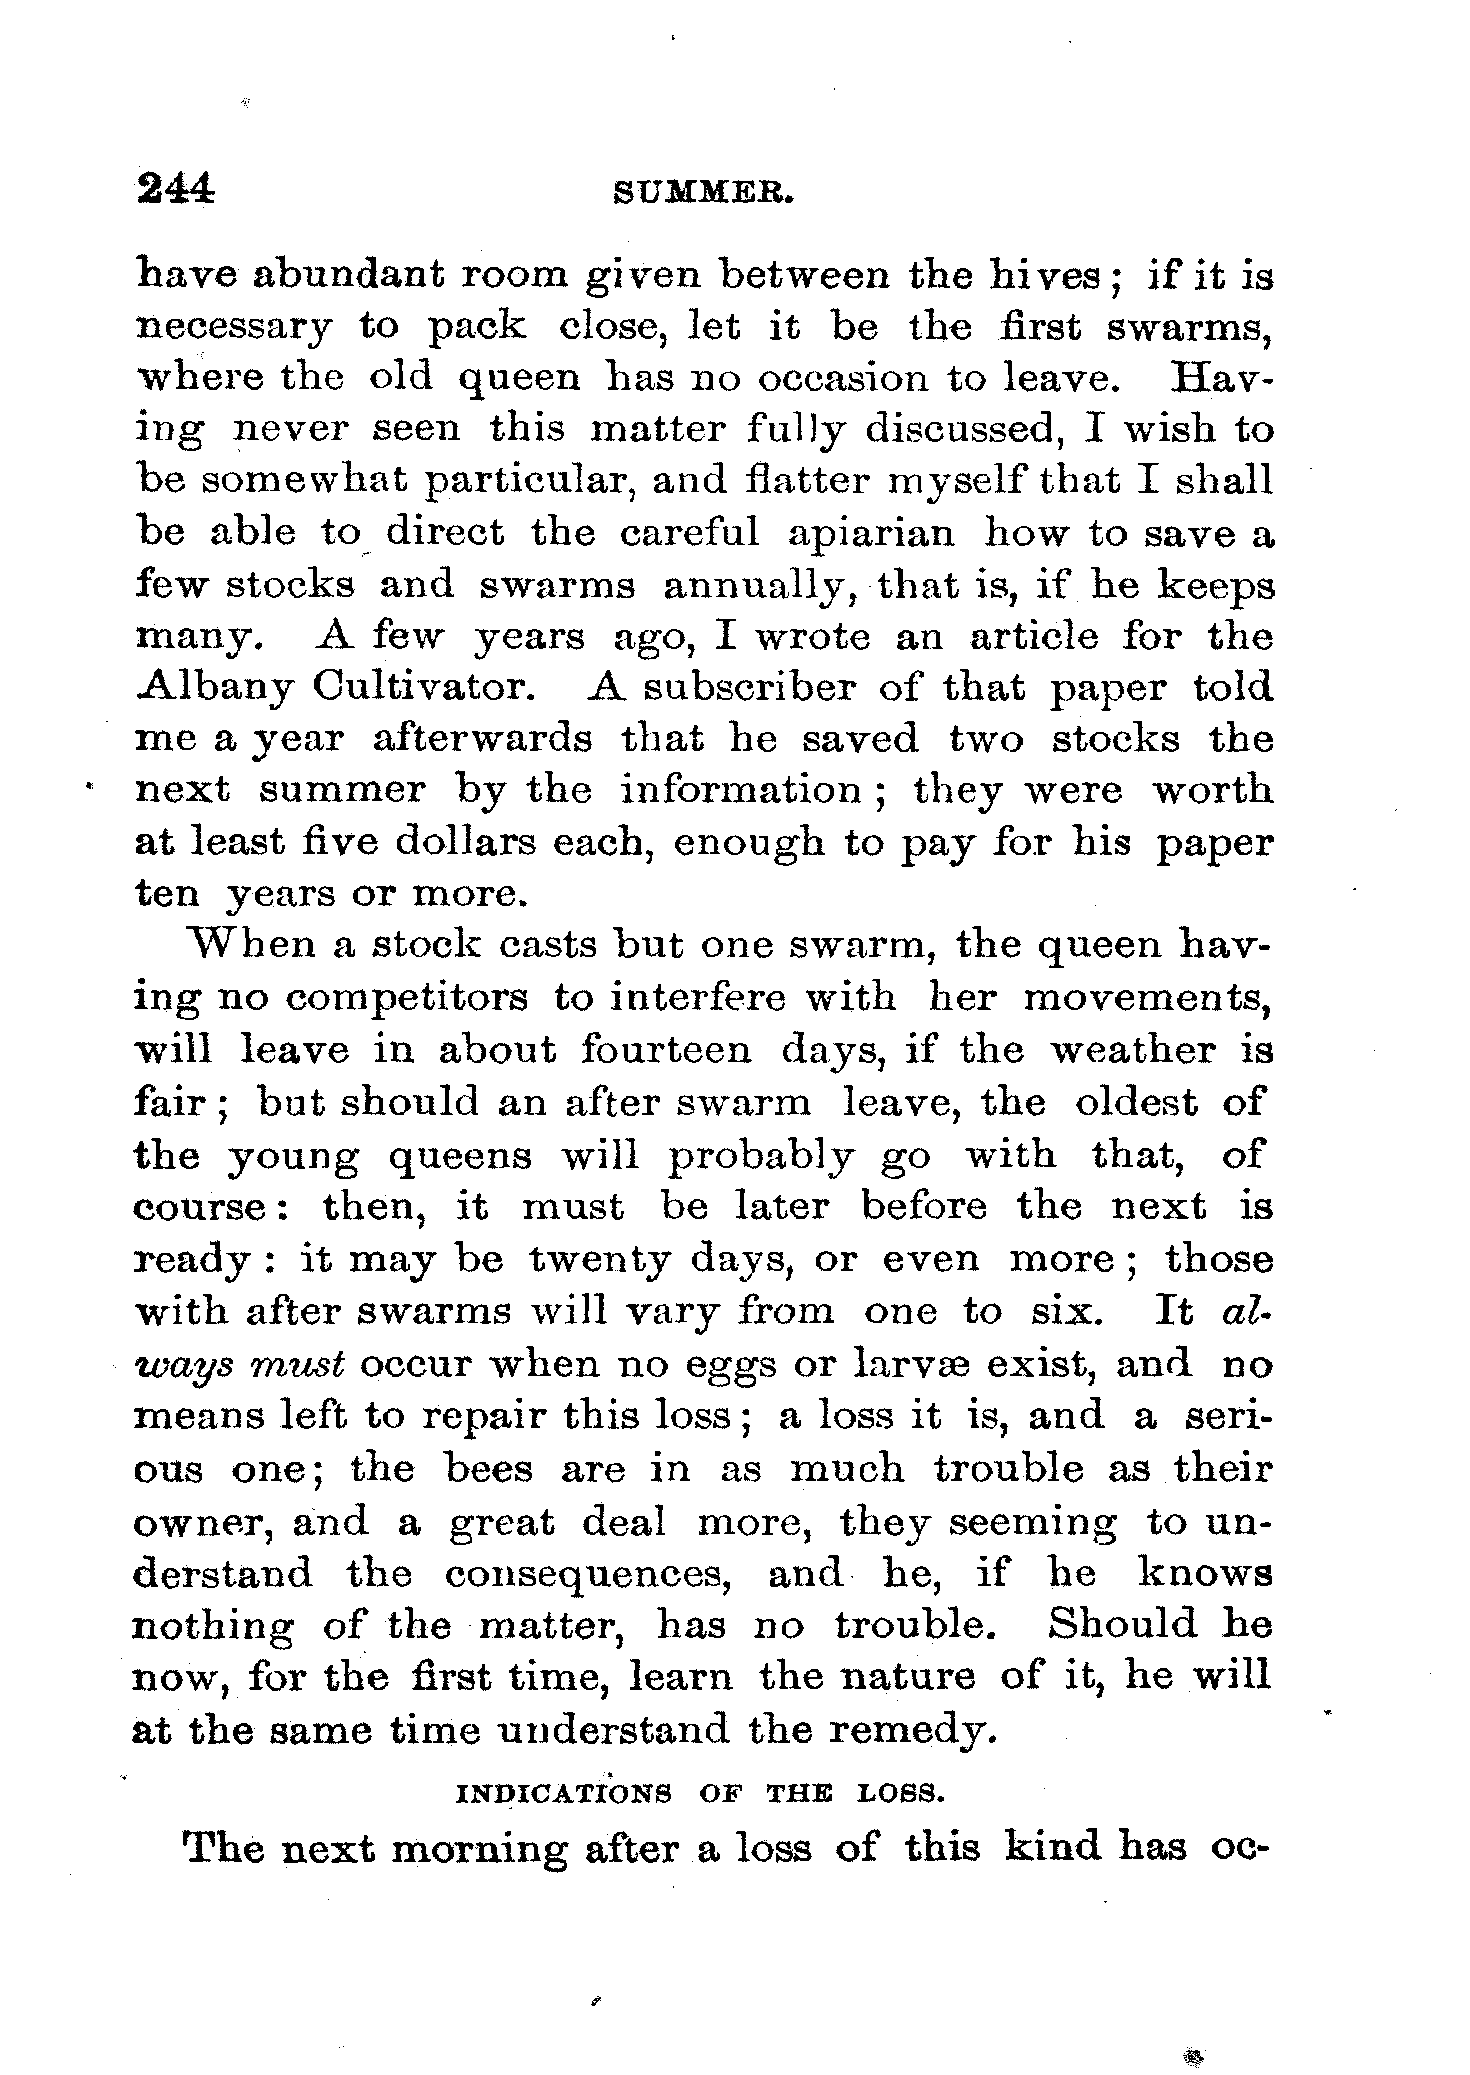 244 SUMMER.
have abundant room given between the hives; if it is
necessary to pack close, let it be the first swarms,
where the old queen has no occasion to leave. Hav-
ing never seen this matter fully discussed, I wish to
be somewhat particular, and flatter myself that I shall
be able to direct the careful apiarian how to save a
few stocks and swarms annually, that is, if he keeps
many. A few years ago, I wrote an article for the
Albany Cultivator. A subscriber of that paper told
me a year afterwards that he saved two stocks the
next summer by the information; they were worth
at least five dollars each, enough to pay for his paper
ten years or more.
When a stock casts but one swarm, the queen hav-
ing no competitors to interfere with her movements,
will leave in about fourteen days, if the weather is
fair; but should an after swarm leave, the oldest of
the young queens will probably go with that, of
course: then, it must be later before the next is
ready: it may be twenty days, or even more; those
with after swarms will vary from one to six. It al-
ways must occur when no eggs or larvæ exist, and no
means left to repair this loss; a loss it is, and a seri-
ous one; the bees are in as much trouble as their
owner, and a great deal more, they seeming to un-
derstand the consequences, and he, if he knows
nothing of the matter, has no trouble. Should he
now, for the first time, learn the nature of it, he will
at the same time understand the remedy.
INDICATIONS OF THE LOSS.
The next morning after a loss of this kind has oc-